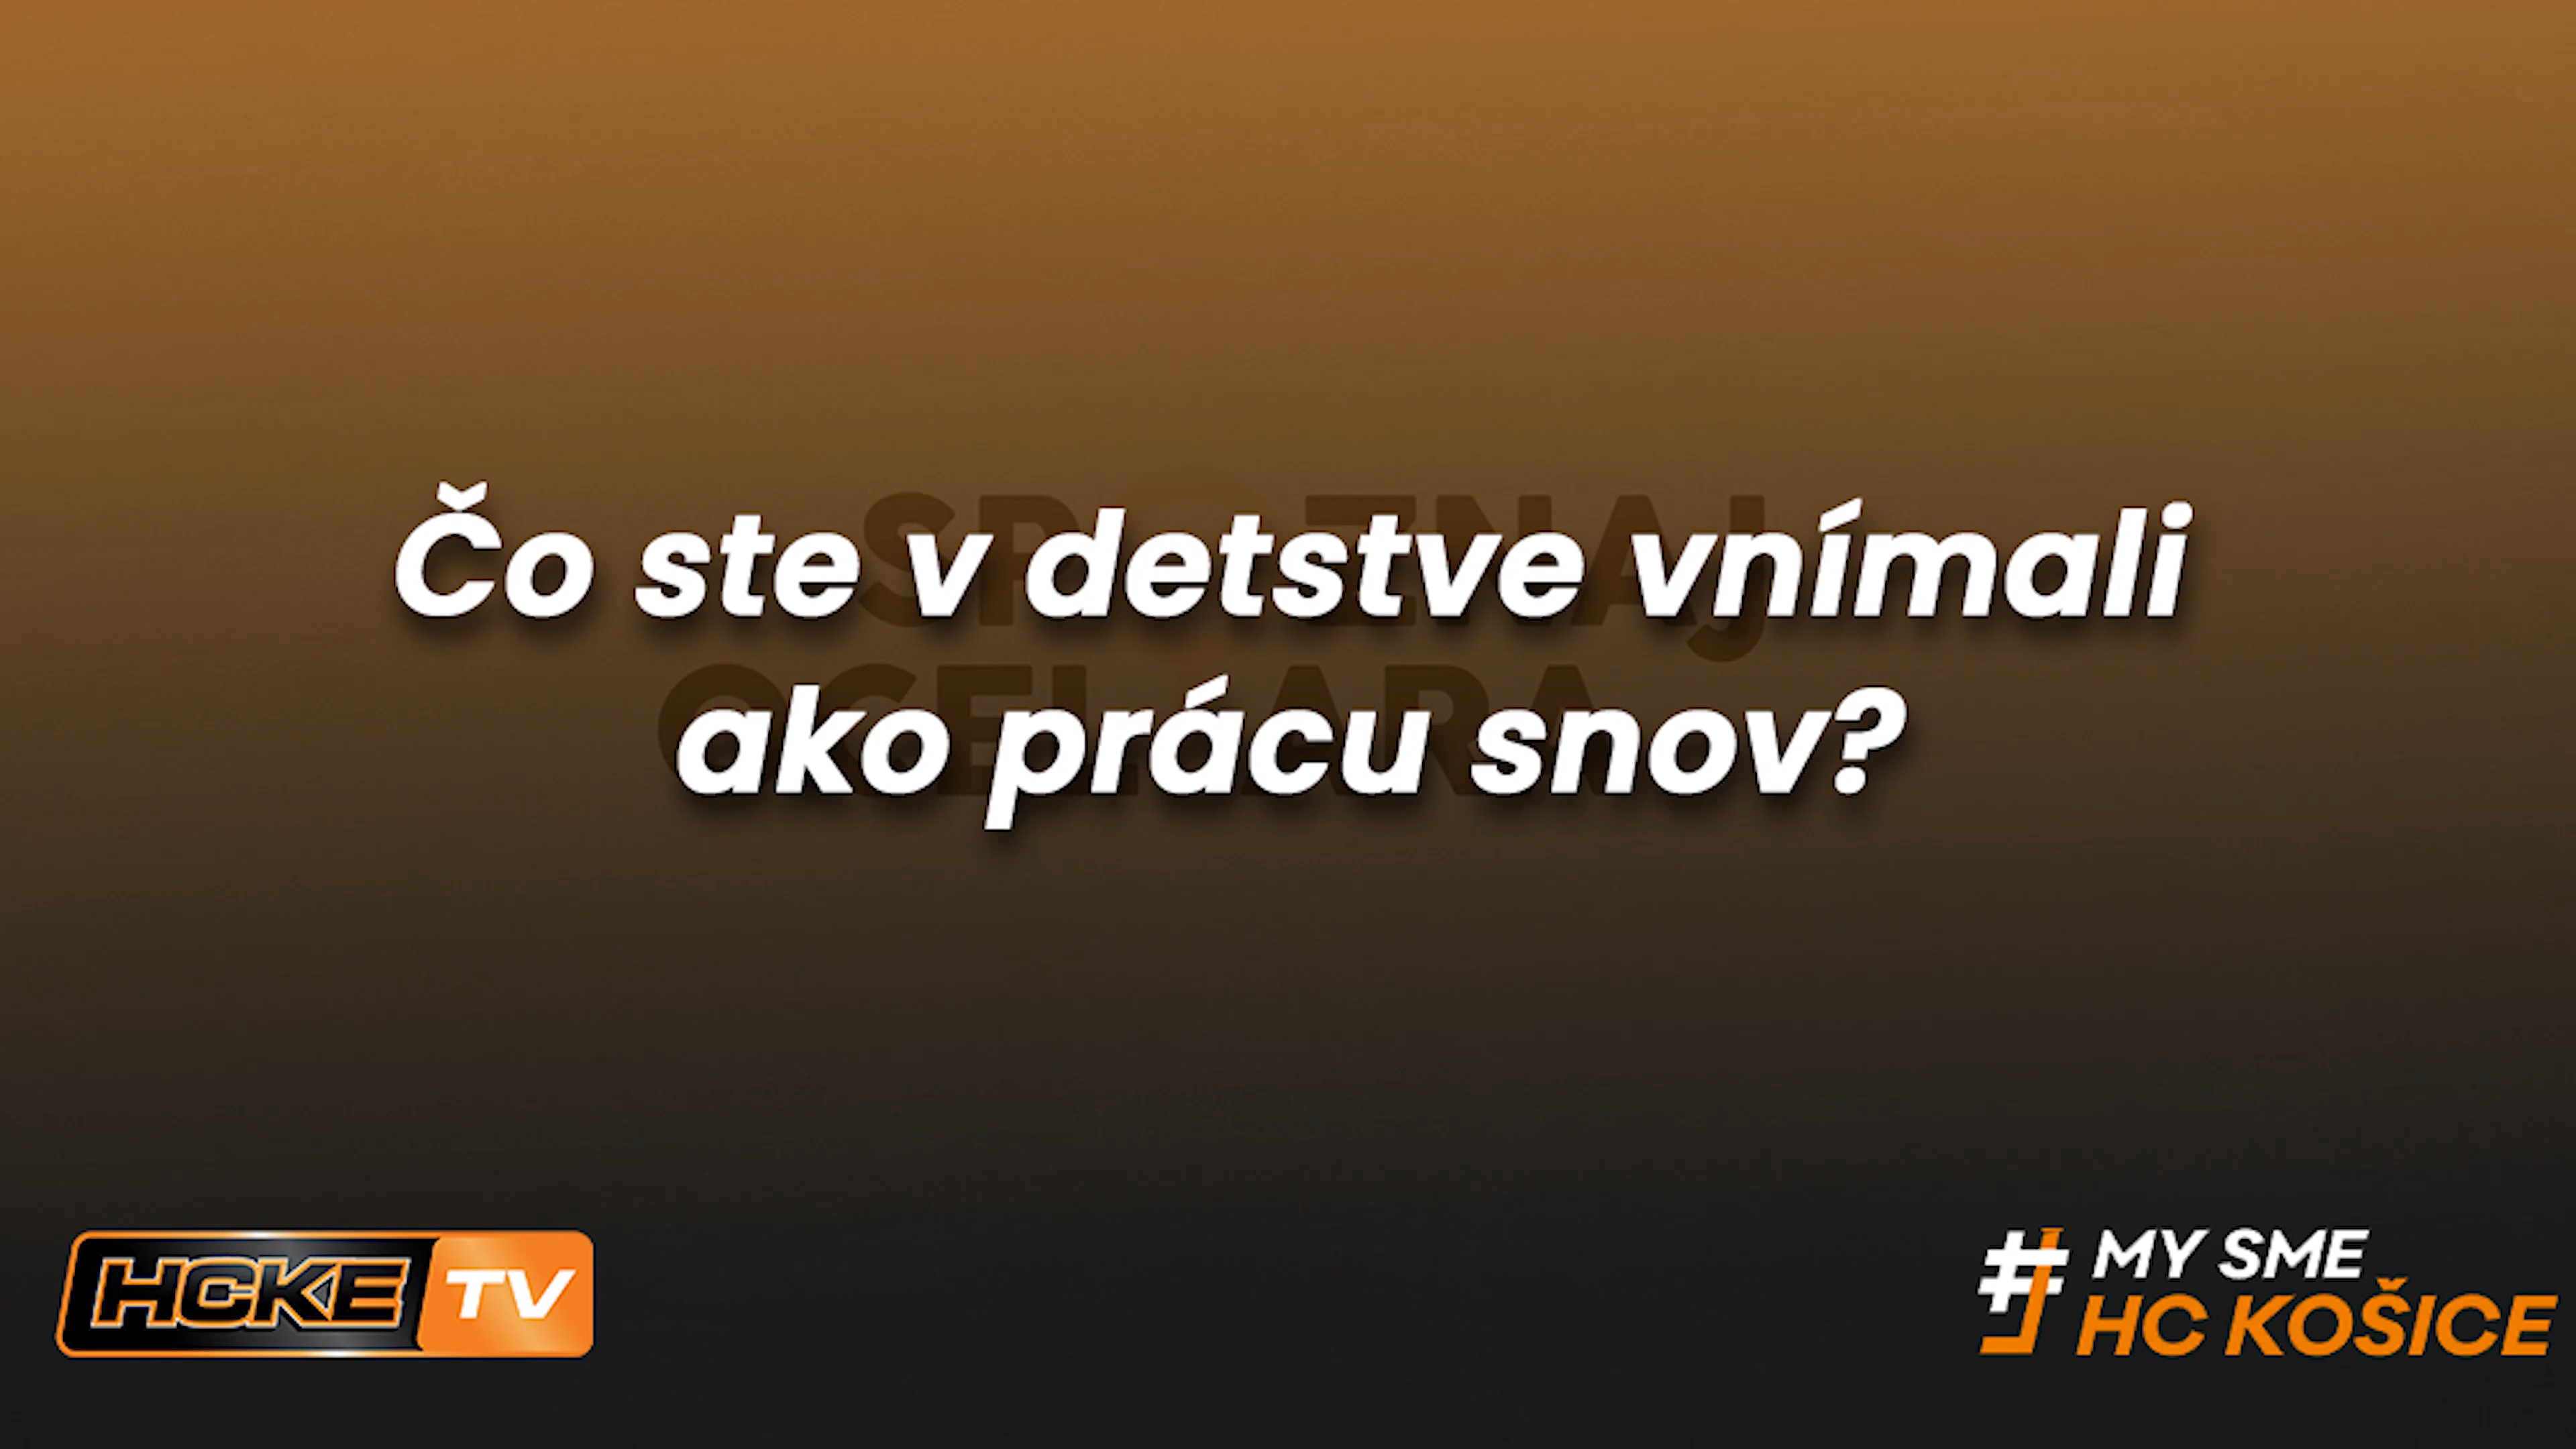 Čo ste v detstve vnímali
ako prácu snov?
HCKE TV
# MY SME
HC KOŠICE